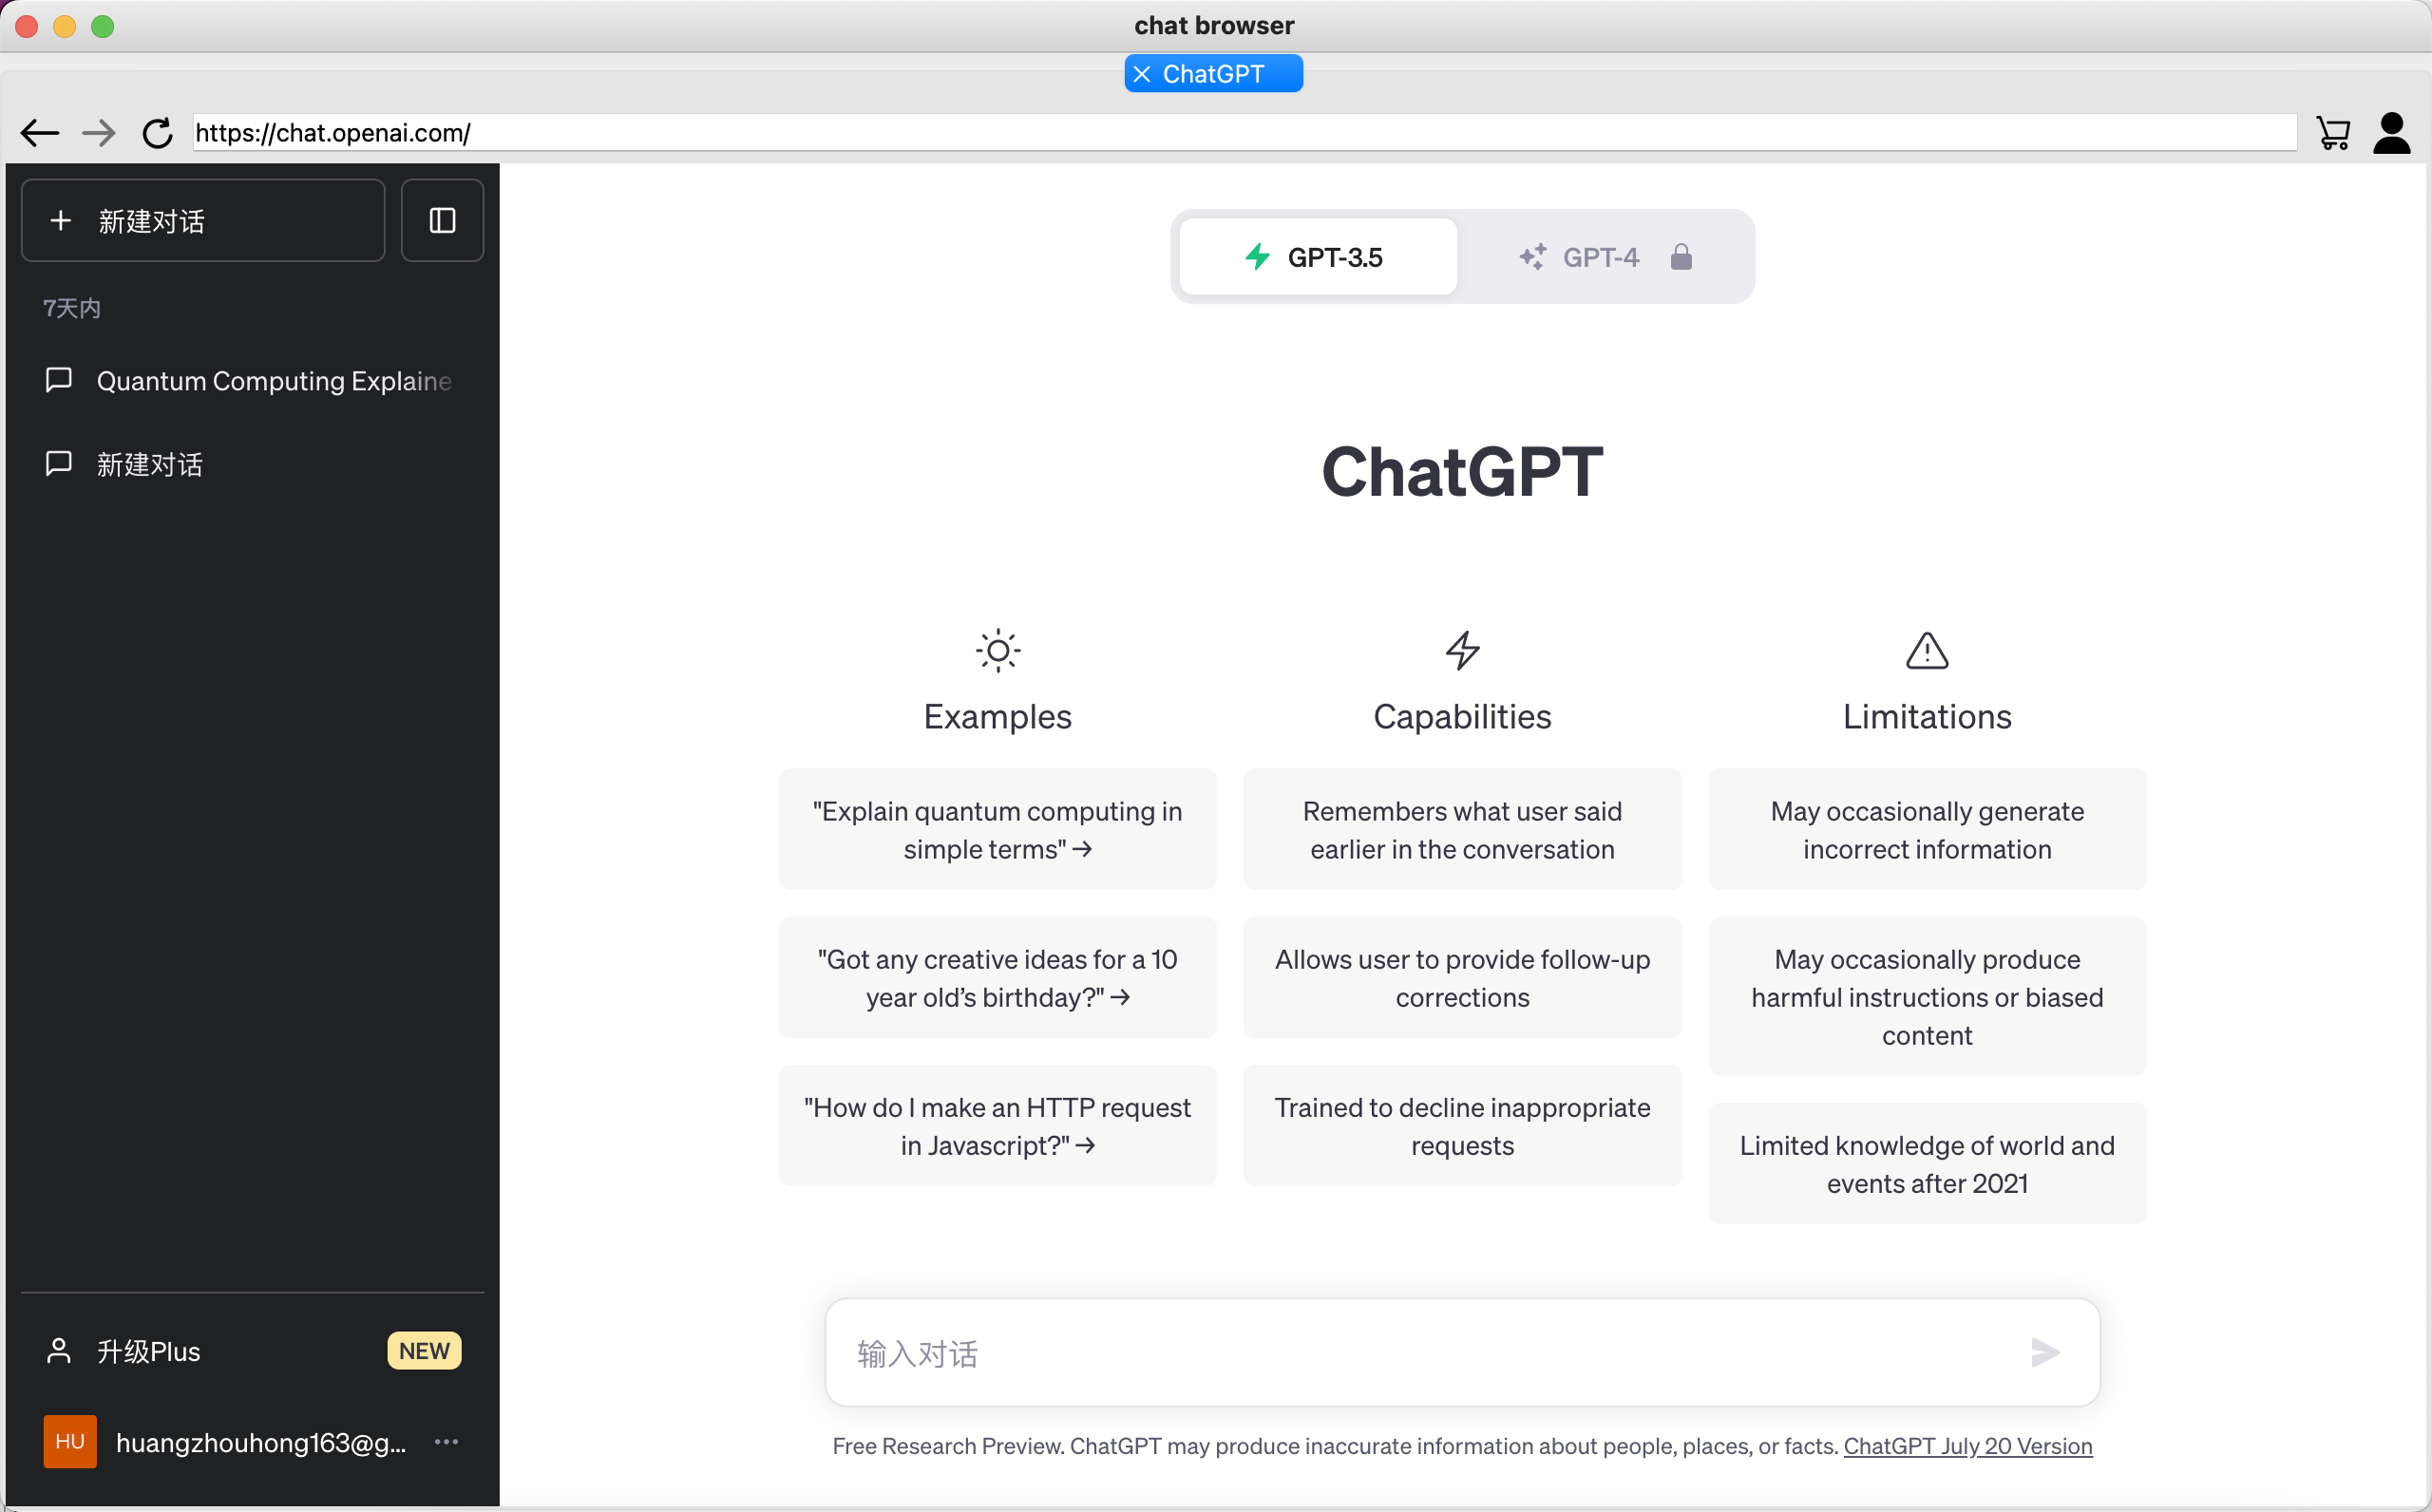 chat browser
ChatGPT
https://chat.openai.com/
新建对话
7天内
Quantum Computing Explaine
新建对话
升级Plus
NEW
HU
huangzhouhong163@g...
GPT-3.5
GPT-4
ChatGPT
Examples
"Explain quantum computing in
simple terms" →
"Got any creative ideas for a 10
year old’s birthday?" →
"How do I make an HTTP request
in Javascript?" →
Capabilities
Remembers what user said
earlier in the conversation
Allows user to provide follow-up
corrections
Trained to decline inappropriate
requests
Limitations
May occasionally generate
incorrect information
May occasionally produce
harmful instructions or biased
content
Limited knowledge of world and
events after 2021
输入对话
Free Research Preview. ChatGPT may produce inaccurate information about people, places, or facts. ChatGPT July 20 Version